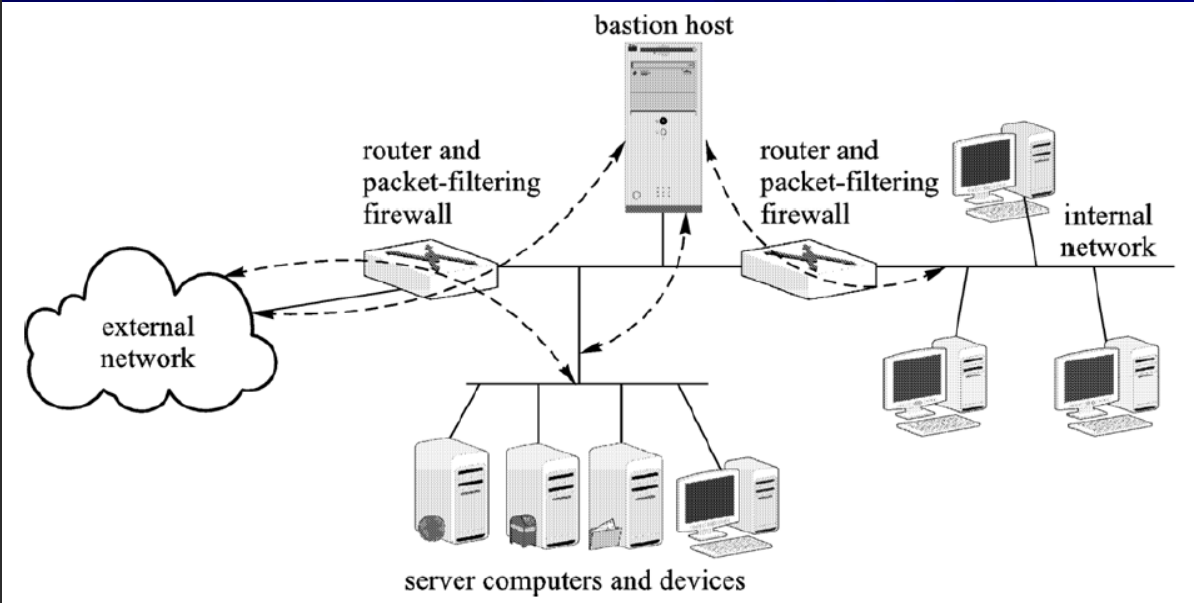 bastion host
router and
packet-filtering
firewall
router and
packet-filtering
firewall
internal
network
external
network
server computers and devices